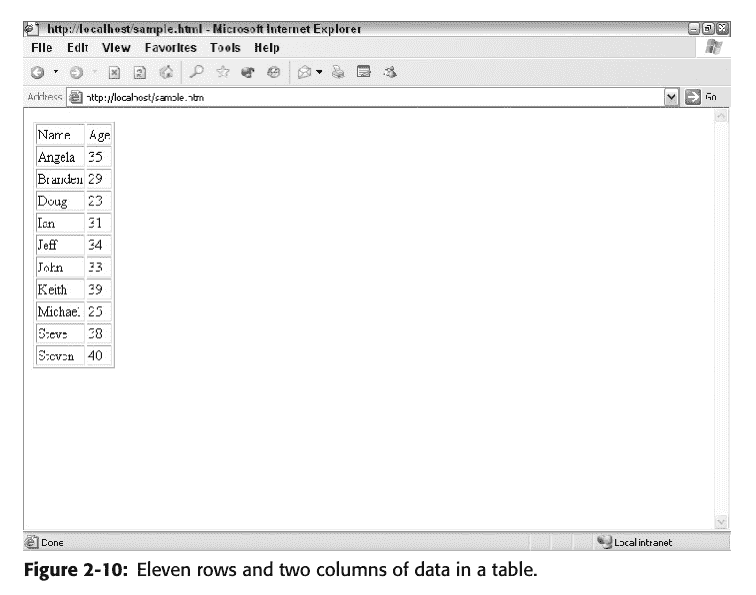 http://localhost/sample.html - Microsoft Internet Explorer
File Edit View Favorites Tools Help
Address http://localhost/sample.htm Go
Name Age
Angela 35
Branden 29
Doug 23
Ian 31
Jeff 34
John 33
Keith 39
Michael 25
Steve 38
Steven 40
Done Local intranet
Figure 2-10: Eleven rows and two columns of data in a table.